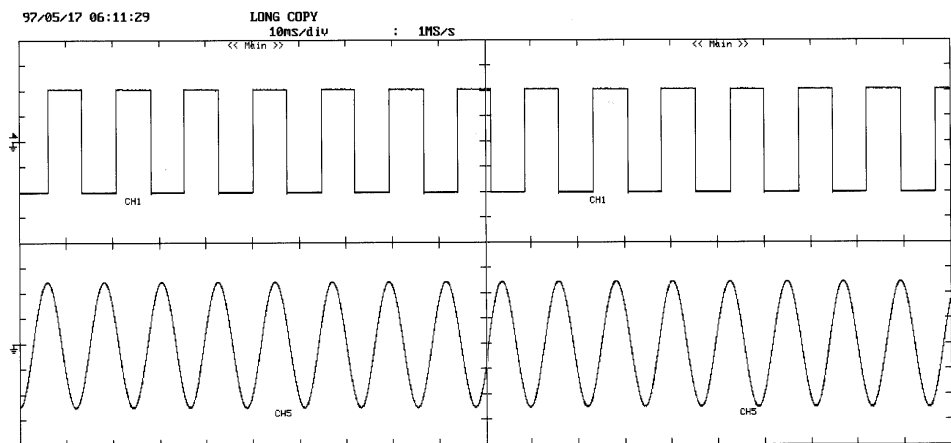 97/05/17 06:11:29 LONG COPY
10ms/div : 1MS/s
<< Main >> << Main >>
CH1 CH1
CH5 CH5